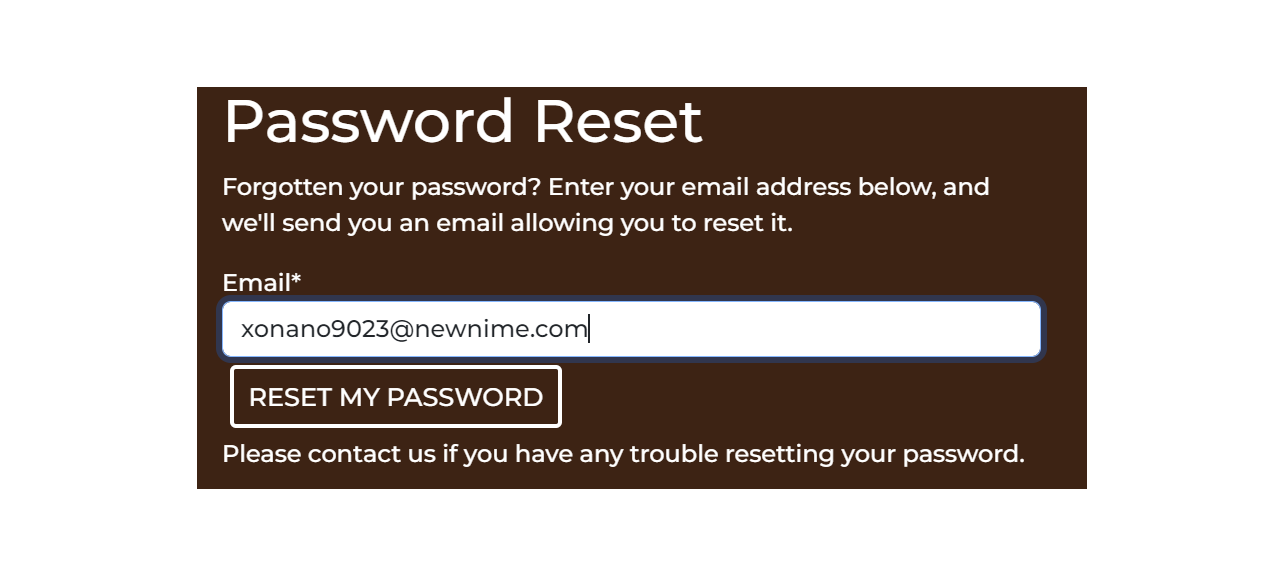 Password Reset
Forgotten your password? Enter your email address below, and
we'll send you an email allowing you to reset it.
Email*
xonano9023@newnime.com
RESET MY PASSWORD
Please contact us if you have any trouble resetting your password.